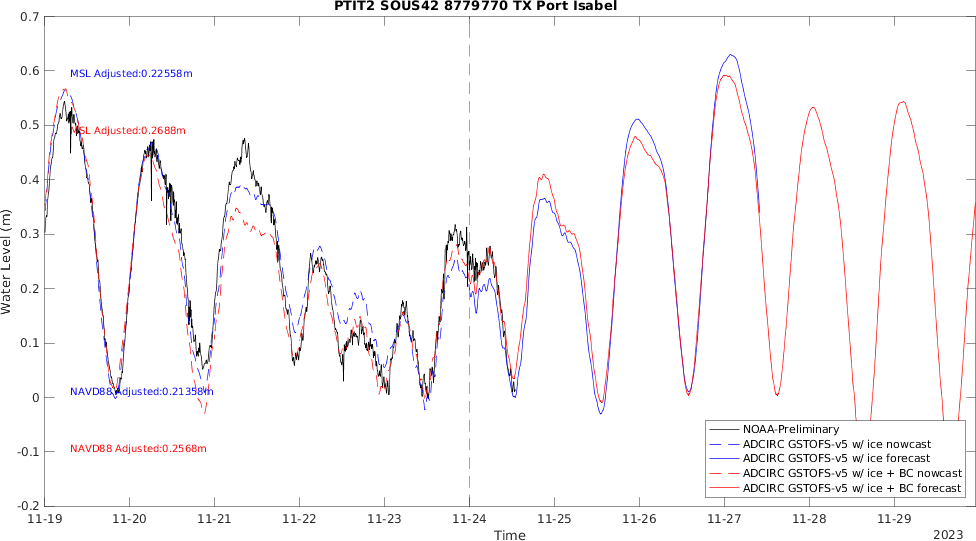 PTIT2 SOUS42 8779770 TX Port Isabel
Water Level (m)
0.7
0.6
0.5
0.4
0.3
0.2
0.1
0
-0.1
-0.2
MSL Adjusted:0.22558m
MSL Adjusted:0.2688m
NAVD88 Adjusted:0.21358m
NAVD88 Adjusted:0.2568m
NOAA-Preliminary
ADCIRC GSTOFS-v5 w/ ice nowcast
ADCIRC GSTOFS-v5 w/ ice forecast
ADCIRC GSTOFS-v5 w/ ice + BC nowcast
ADCIRC GSTOFS-v5 w/ ice + BC forecast
11-19 11-20 11-21 11-22 11-23 11-24 11-25 11-26 11-27 11-28 11-29
Time
2023